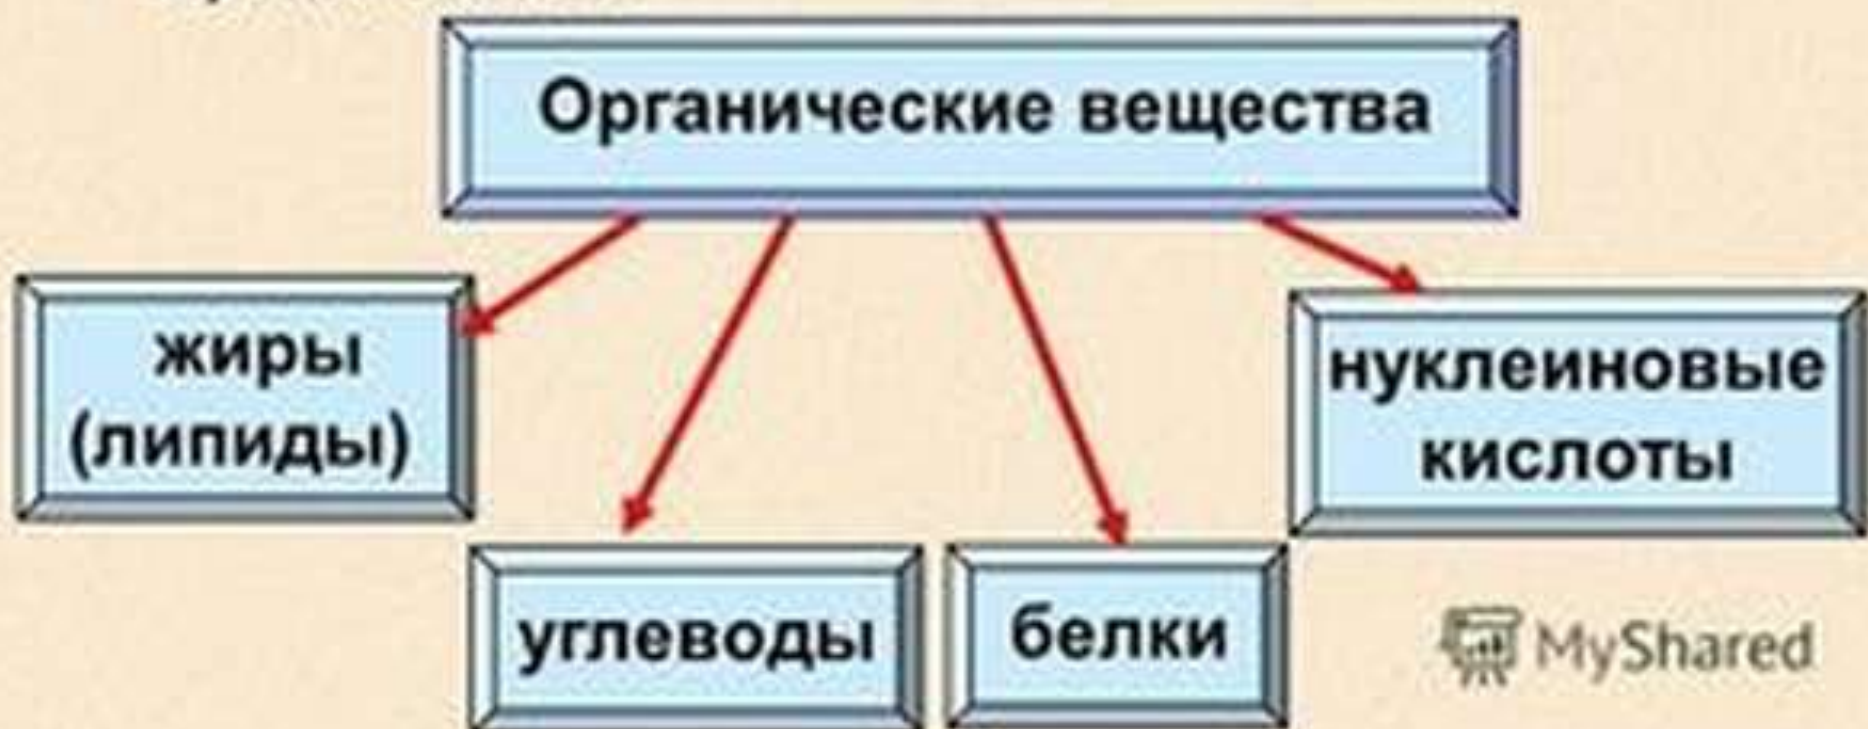 Органические вещества
жиры
(липиды)
нуклеиновые
кислоты
углеводы
белки
MyShared